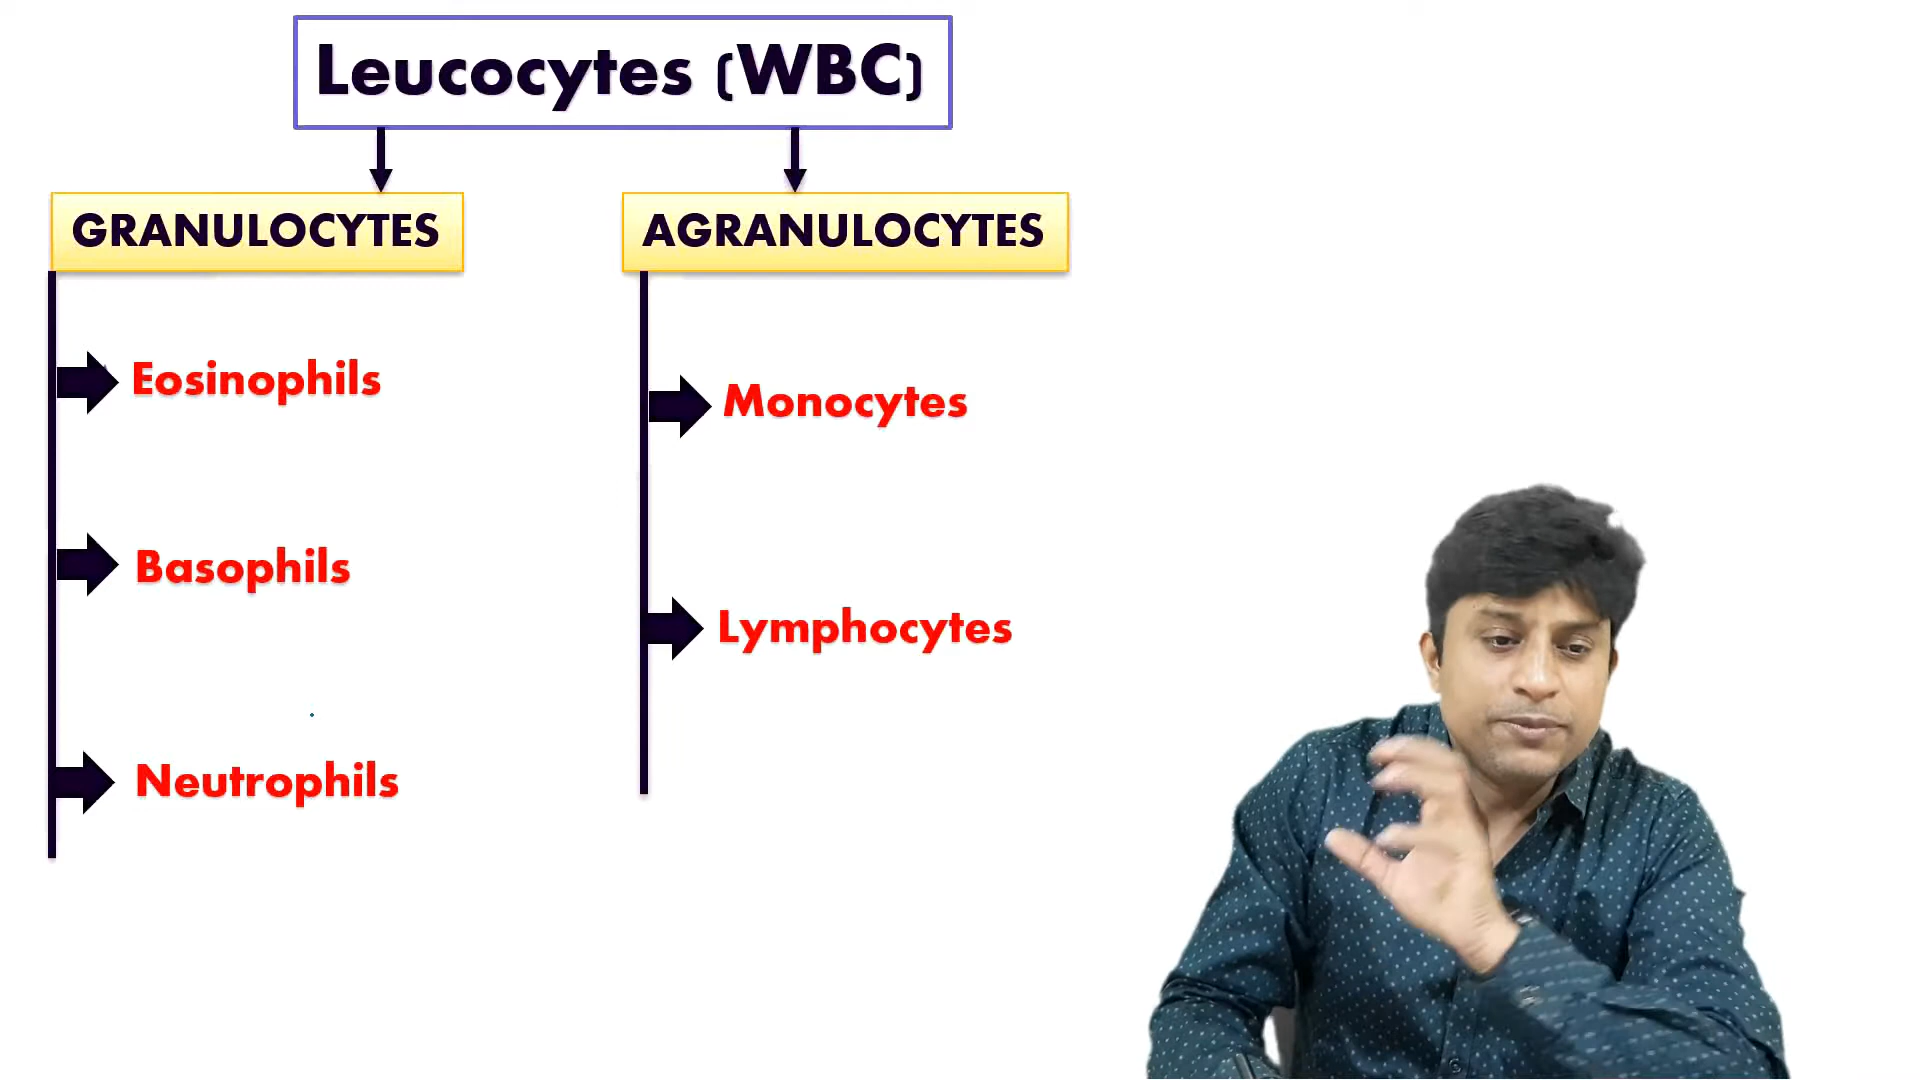 Leucocytes (WBC)
GRANULOCYTES
Eosinophils
Basophils
Neutrophils
AGRANULOCYTES
Monocytes
Lymphocytes